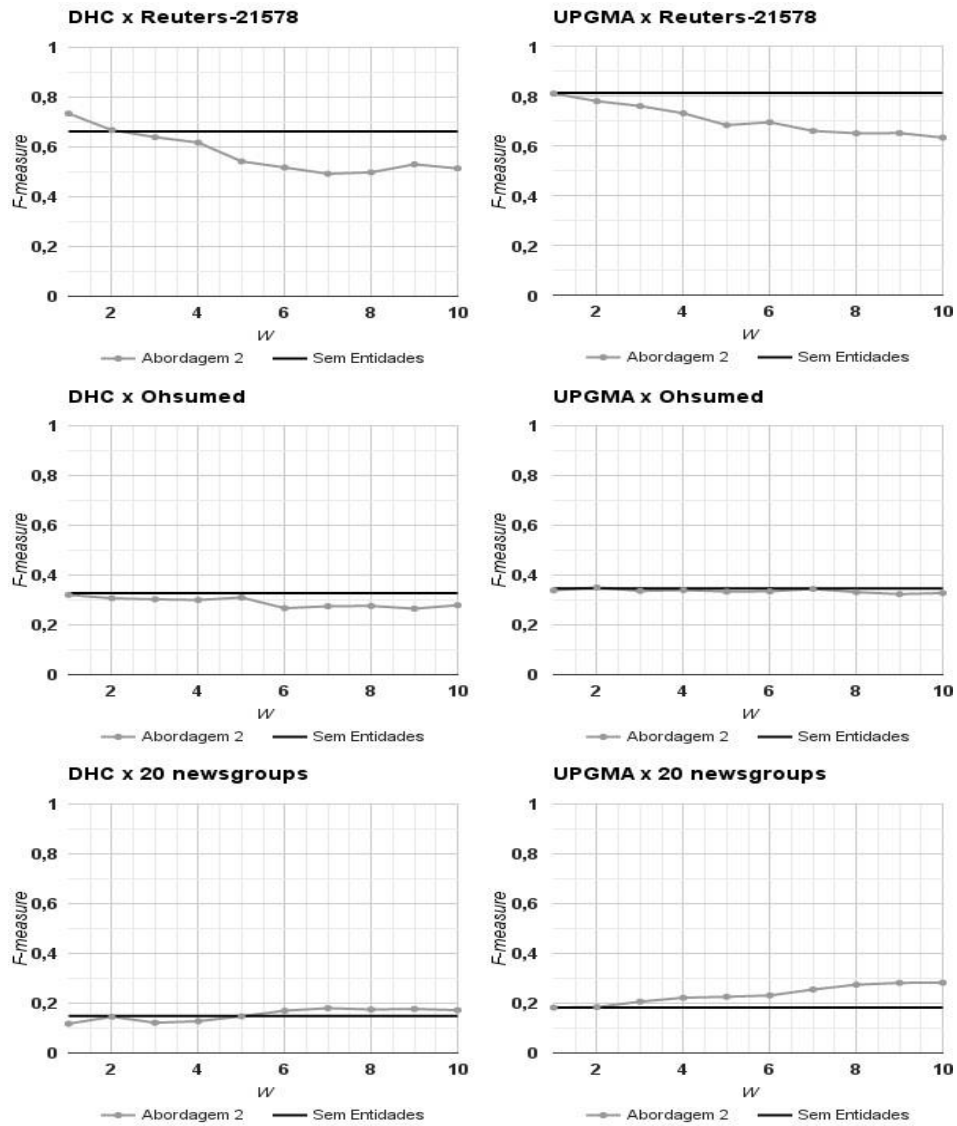 DHC x Reuters-21578
1
0,8
0,6
0,4
0,2
0
F-measure
2 4 6 8 10
W
Abordagem 2 Sem Entidades
UPGMA x Reuters-21578
1
0,8
0,6
0,4
0,2
0
F-measure
2 4 6 8 10
W
Abordagem 2 Sem Entidades
DHC x Ohsumed
1
0,8
0,6
0,4
0,2
0
F-measure
2 4 6 8 10
W
Abordagem 2 Sem Entidades
UPGMA x Ohsumed
1
0,8
0,6
0,4
0,2
0
F-measure
2 4 6 8 10
W
Abordagem 2 Sem Entidades
DHC x 20 newsgroups
1
0,8
0,6
0,4
0,2
0
F-measure
2 4 6 8 10
W
Abordagem 2 Sem Entidades
UPGMA x 20 newsgroups
1
0,8
0,6
0,4
0,2
0
F-measure
2 4 6 8 10
W
Abordagem 2 Sem Entidades